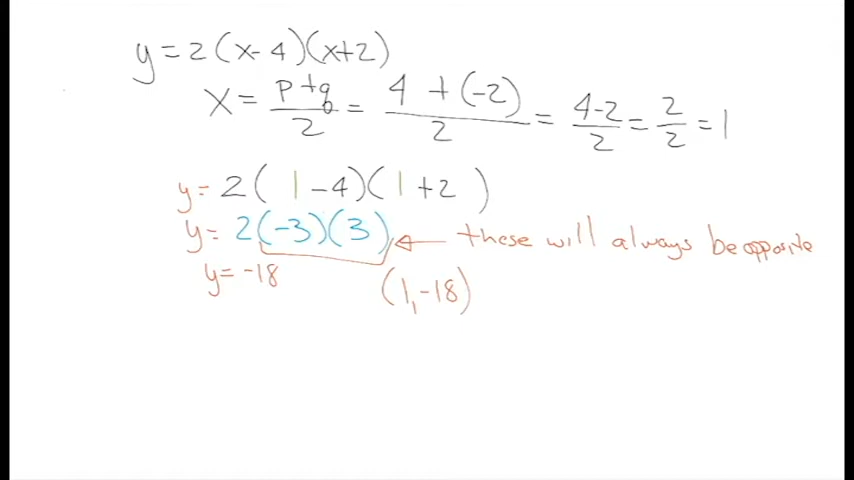 y=2(x-4)(x+2)
x = p+q/2 = 4+(-2)/2 = 4-2/2 = 2/2 = 1
y= 2( 1 -4)( 1 +2 )
y= 2(-3)(3) ← these will always be opposite
y= -18 (1,-18)